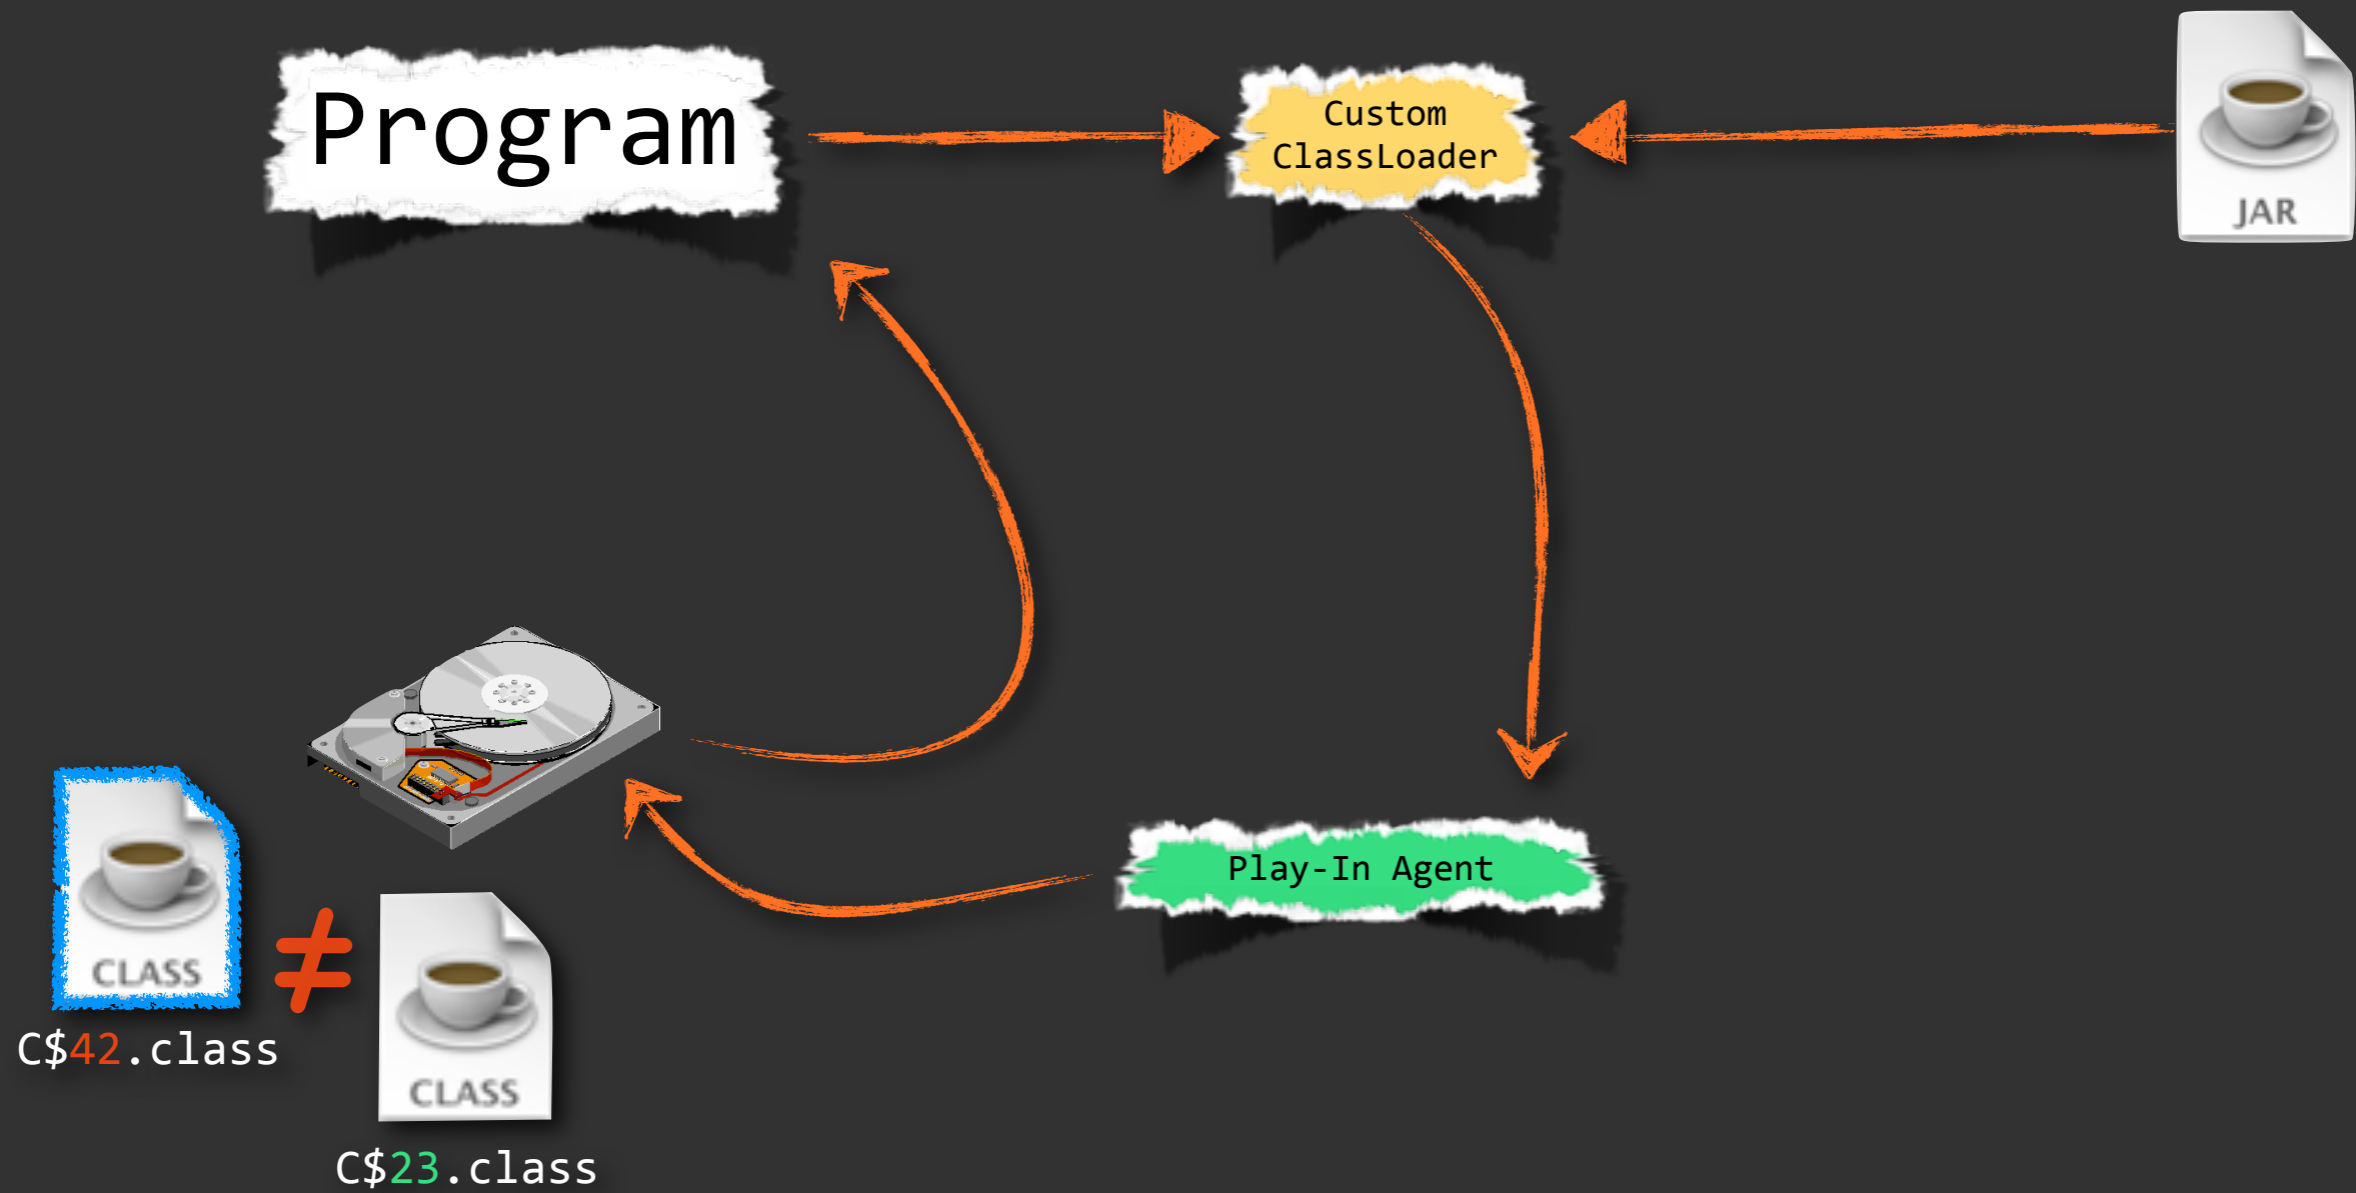 Program
Custom
ClassLoader
JAR
Play-In Agent
CLASS
C$42.class
CLASS
C$23.class